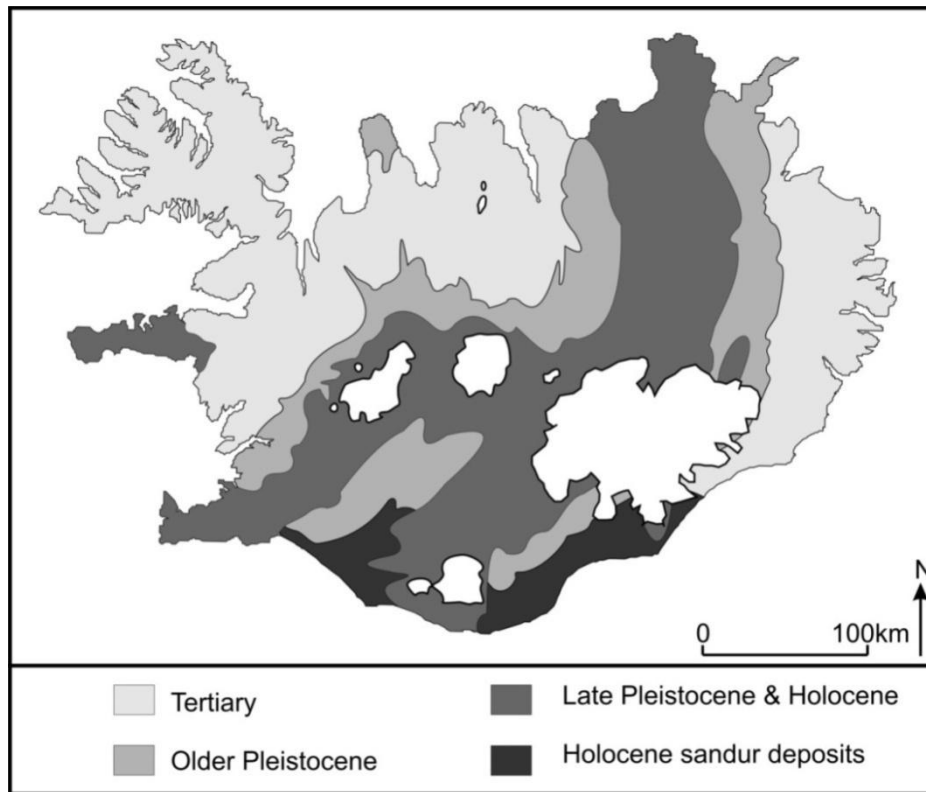 N
0 100km
Tertiary
Late Pleistocene & Holocene
Older Pleistocene
Holocene sandur deposits